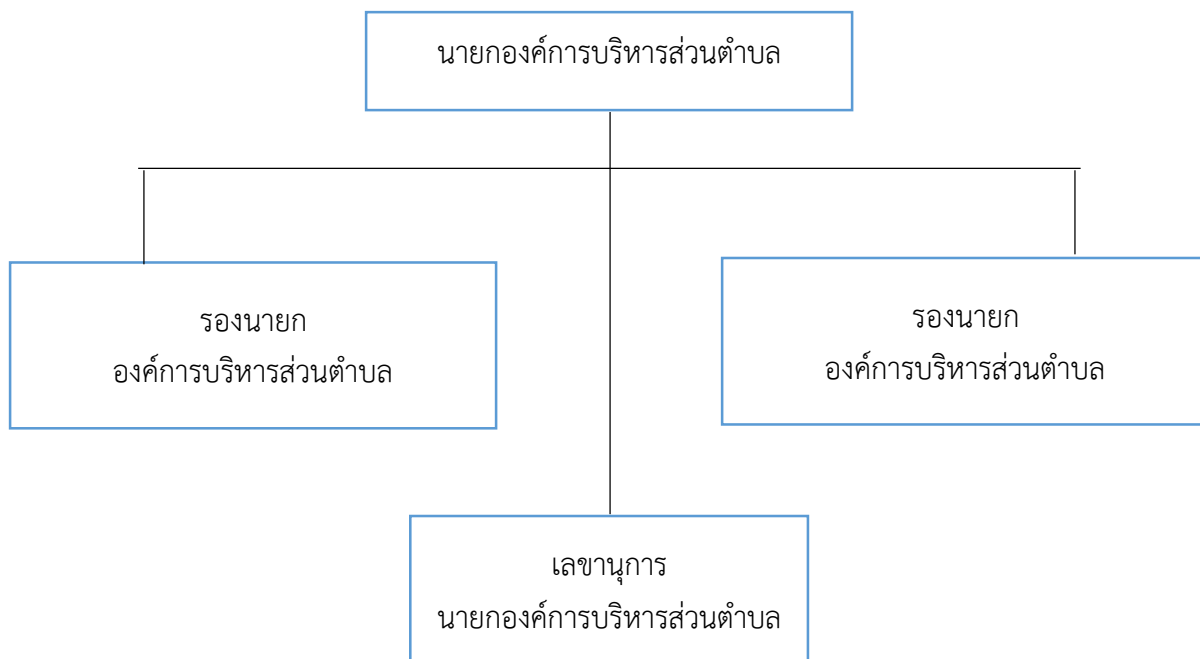 นายกองค์การบริหารส่วนตำบล
รองนายก
องค์การบริหารส่วนตำบล
รองนายก
องค์การบริหารส่วนตำบล
เลขานุการ
นายกองค์การบริหารส่วนตำบล